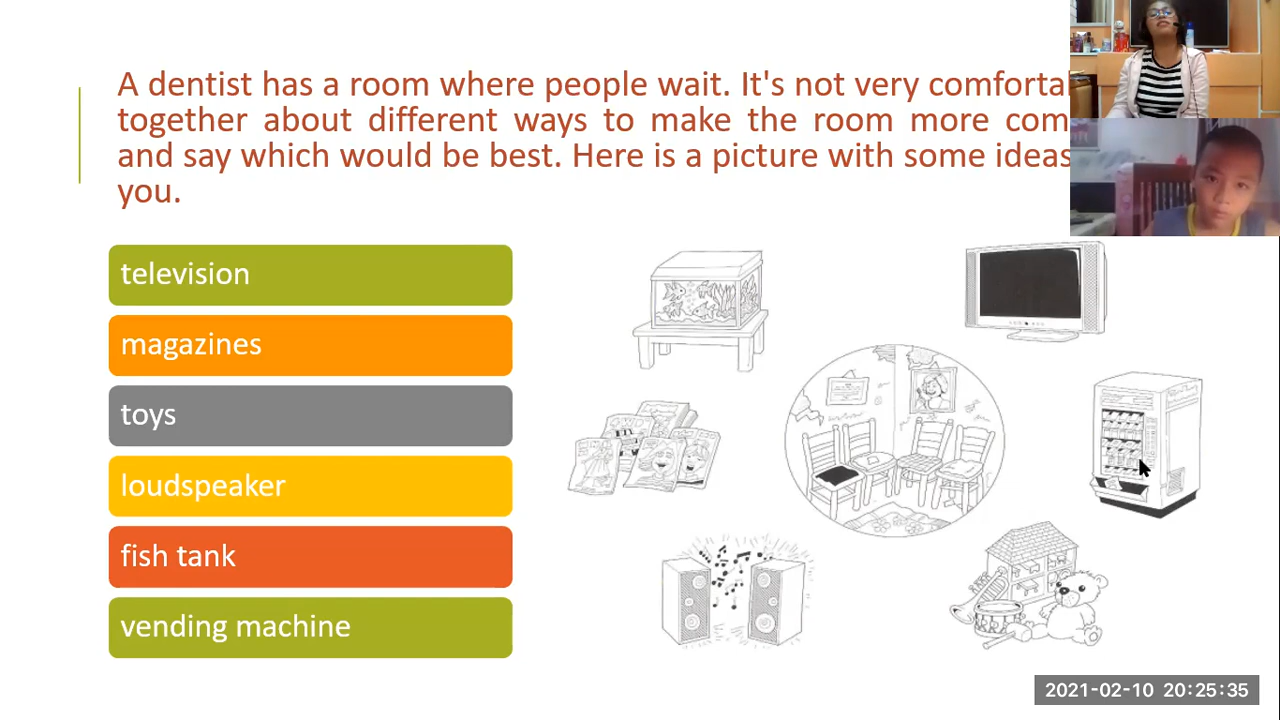 A dentist has a room where people wait. It's not very
together about different ways to make the room more
and say which would be best. Here is a picture with some ideas
you.
television
magazines
toys
loudspeaker
fish tank
vending machine
2021-02-10 20:25:35